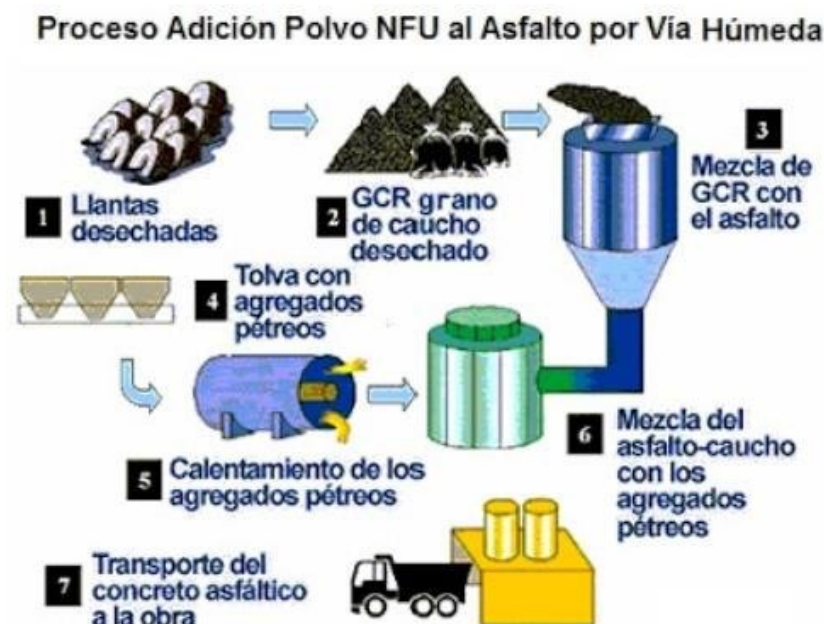 Proceso Adición Polvo NFU al Asfalto por Vía Húmeda
1 Llantas
desechadas
2 GCR grano
de caucho
desechado
3
Mezcla de
GCR con
el asfalto
4 Tolva con
agregados
pétreos
5 Calentamiento de los
agregados pétreos
6 Mezcla del
asfalto-caucho
con los
agregados
pétreos
7 Transporte del
concreto asfáltico
a la obra